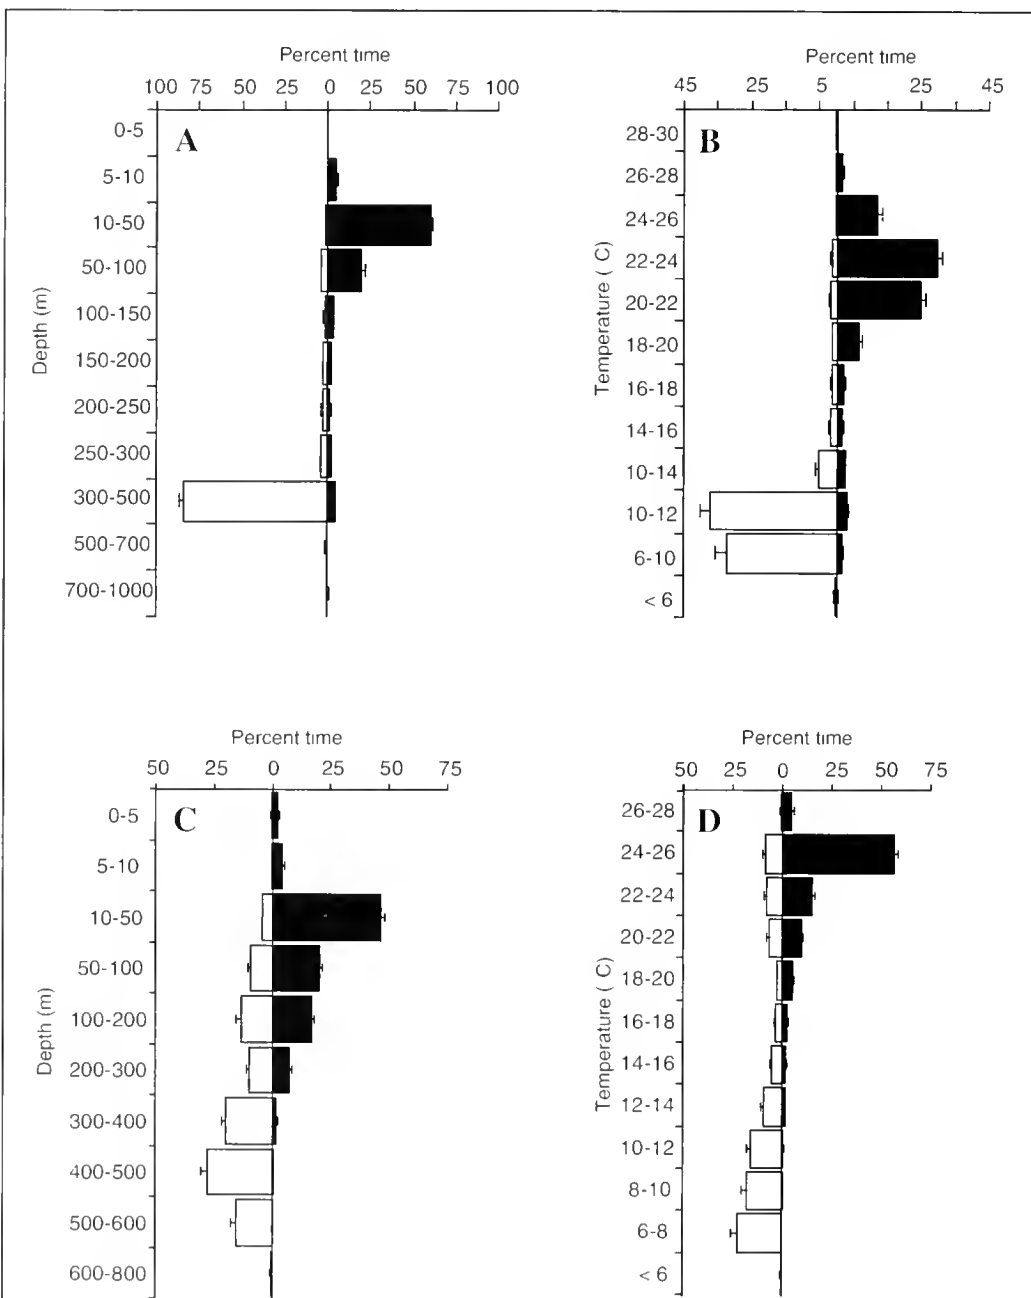 Percent time
100 75 50 25 0 25 50 75 100
A
Depth (m)
0-5
5-10
10-50
50-100
100-150
150-200
200-250
250-300
300-500
500-700
700-1000
Percent time
45 25 5 25 45
B
Temperature ( C)
28-30
26-28
24-26
22-24
20-22
18-20
16-18
14-16
10-14
10-12
6-10
< 6
Percent time
50 25 0 25 50 75
C
Depth (m)
0-5
5-10
10-50
50-100
100-200
200-300
300-400
400-500
500-600
600-800
Percent time
50 25 0 25 50 75
D
Temperature ( C)
26-28
24-26
22-24
20-22
18-20
16-18
14-16
12-14
10-12
8-10
6-8
< 6